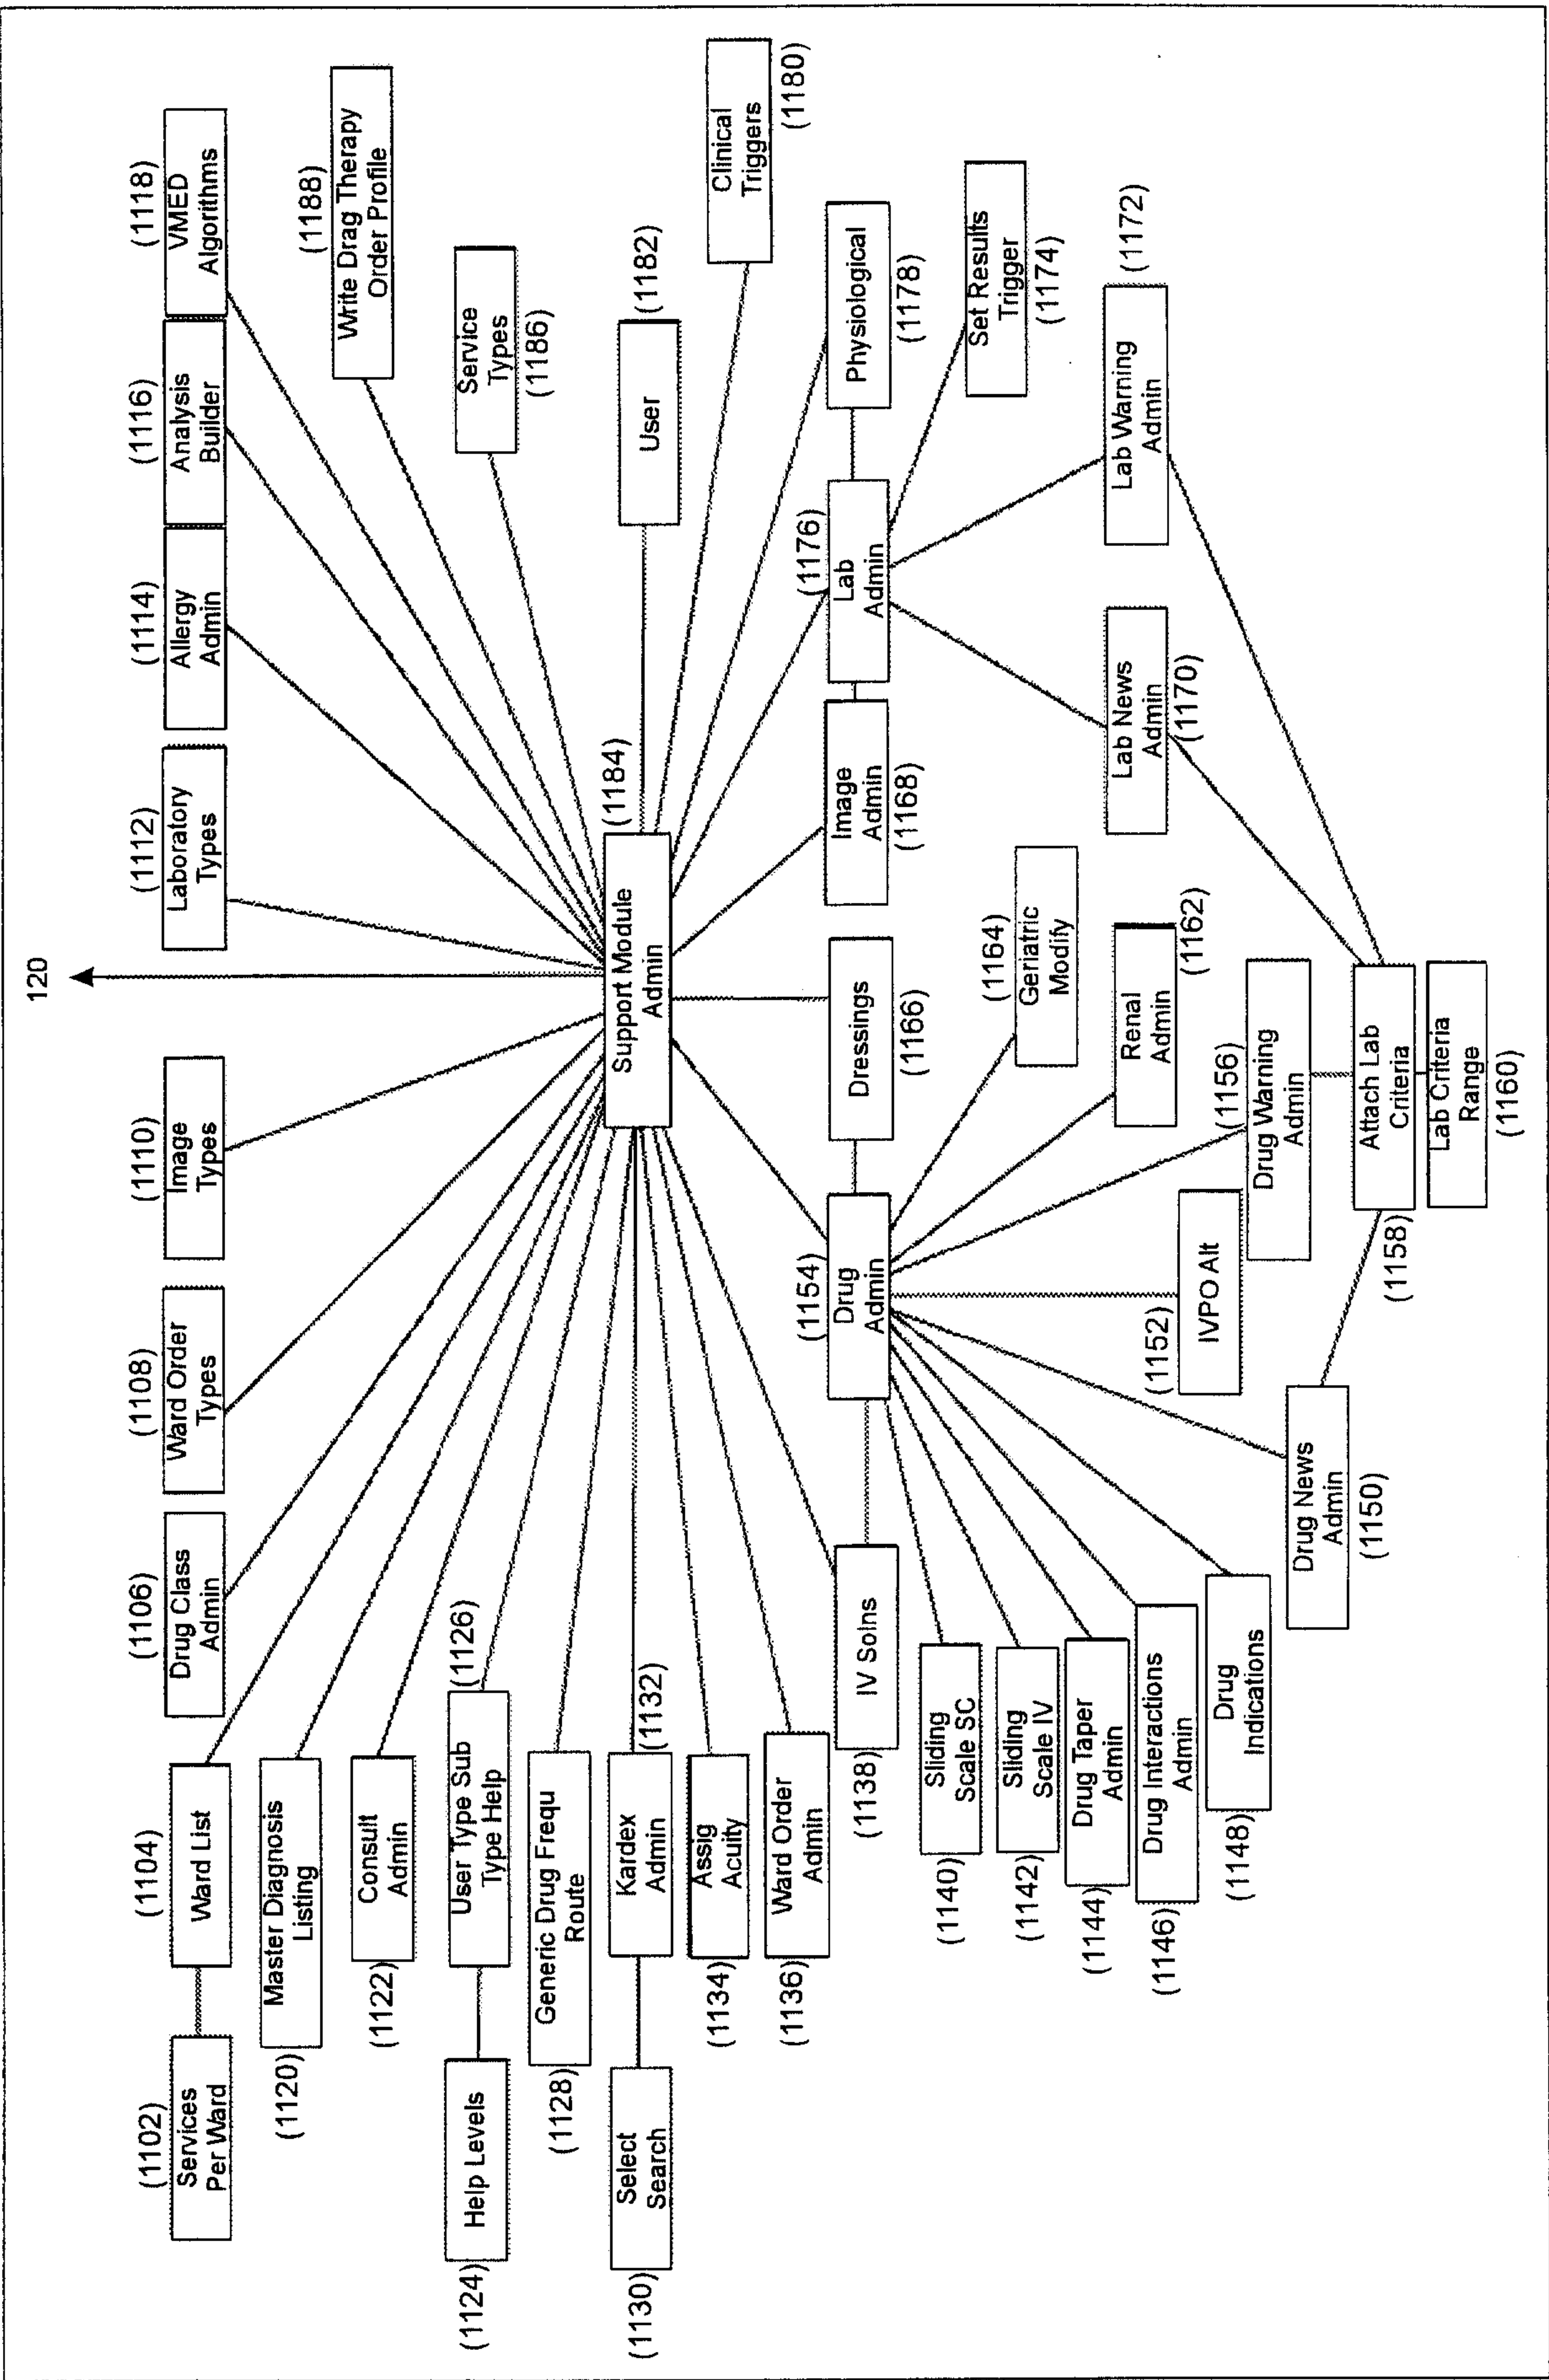 120
(1102)
Services
Per Ward
(1104)
Ward List
(1106)
Drug Class
Admin
(1108)
Ward Order
Types
(1110)
Image
Types
(1112)
Laboratory
Types
(1114)
Allergy
Admin
(1116)
Analysis
Builder
(1118)
VMED
Algorithms
Master Diagnosis
Listing
(1120)
(1188)
Write Drag Therapy
Order Profile
Consult
Admin
(1122)
(1124)
Help Levels
User Type Sub
Type Help
(1126)
Service
Types
(1186)
Generic Drug Frequ
Route
(1128)
(1130)
Select
Search
Kardex
Admin
(1132)
Support Module
Admin
(1184)
User
(1182)
Assig
Acuity
(1134)
Clinical
Triggers
(1180)
Ward Order
Admin
(1136)
IV Solns
(1138)
(1154)
Drug
Admin
Dressings
(1166)
Image
Admin
(1168)
(1176)
Lab
Admin
Physiological
(1178)
Sliding
Scale SC
(1140)
Sliding
Scale IV
(1142)
(1164)
Geriatric
Modify
Set Results
Trigger
(1174)
Drug Taper
Admin
(1144)
Drug Interactions
Admin
(1146)
Renal
Admin
(1162)
Lab News
Admin
(1170)
Lab Warning
Admin
(1172)
Drug
Indications
(1148)
(1152)
IVPO Alt
(1156)
Drug Warning
Admin
Drug News
Admin
(1150)
Attach Lab
Criteria
(1158)
Lab Criteria
Range
(1160)